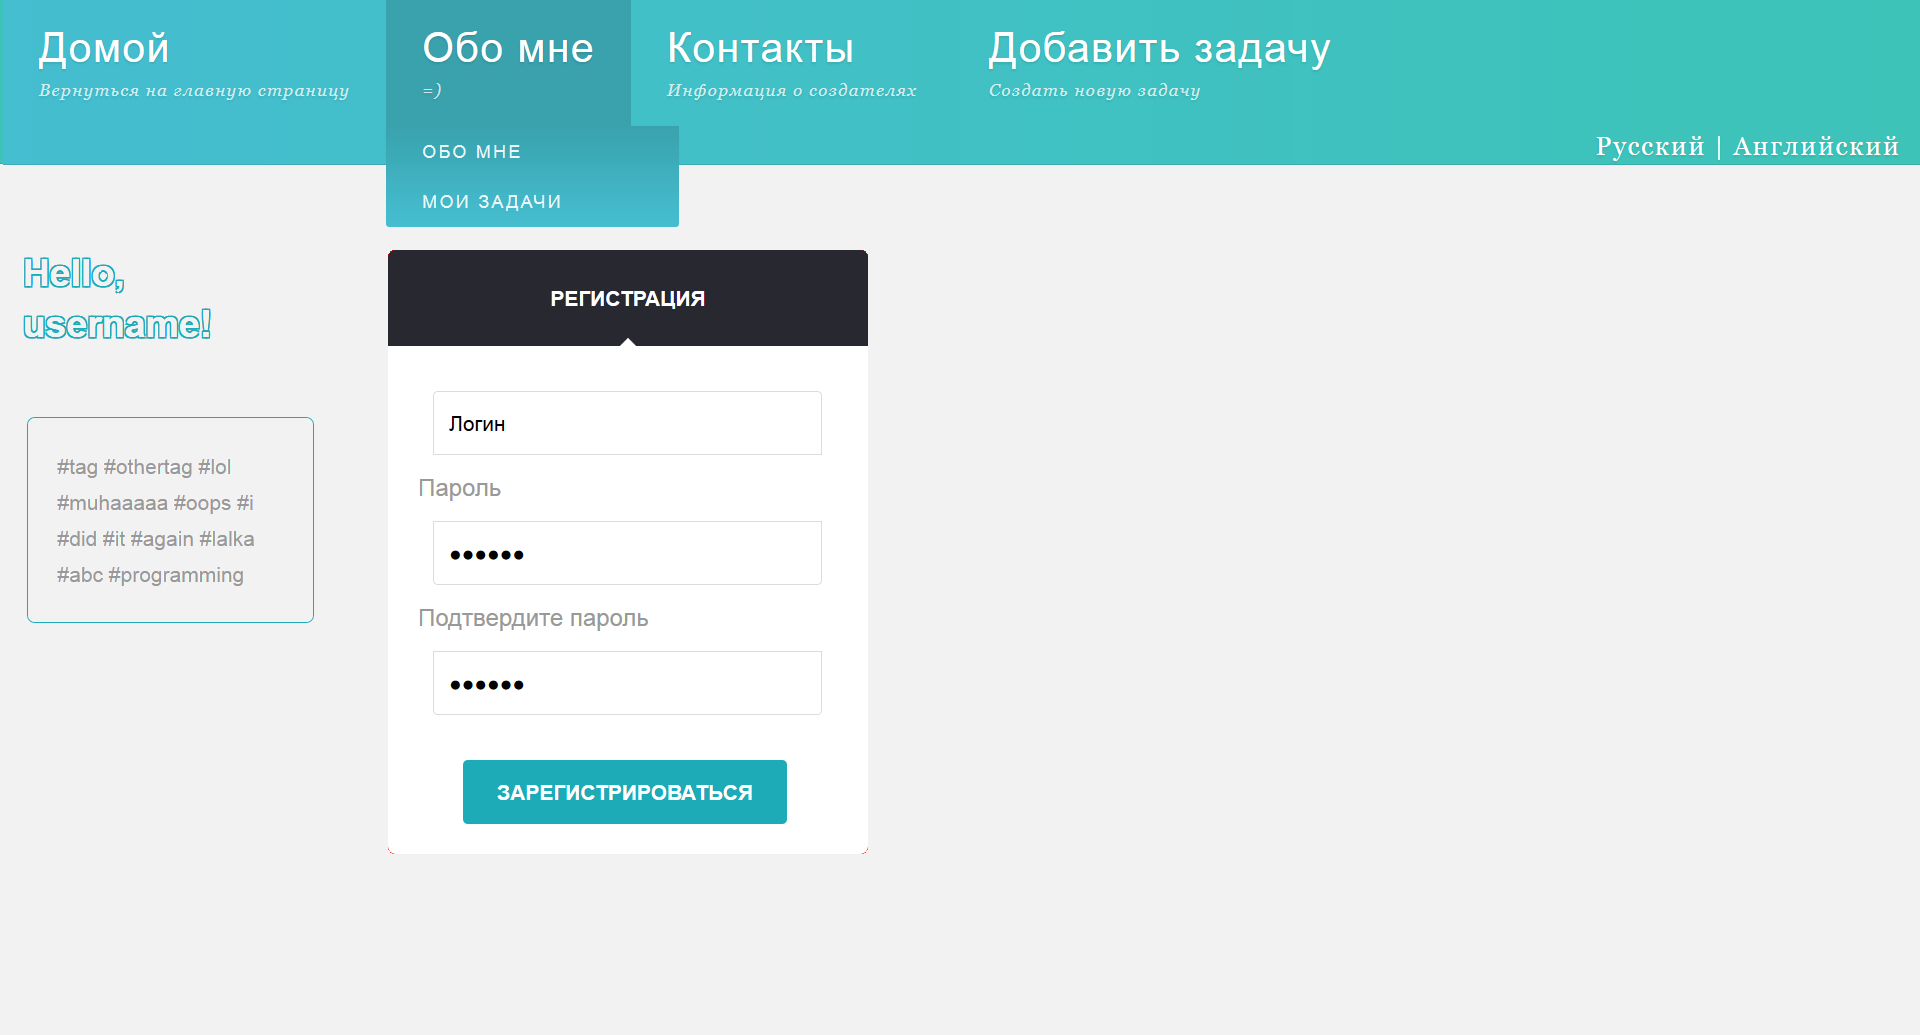 Домой
Вернуться на главную страницу
Обо мне
=)
Контакты
Информация о создателях
Добавить задачу
Создать новую задачу
Русский | Английский
ОБО МНЕ
МОИ ЗАДАЧИ
Hello,
username!
#tag #othertag #lol
#muhaaaaa #oops #i
#did #it #again #lalka
#abc #programming
РЕГИСТРАЦИЯ
Логин
Пароль
••••••
Подтвердите пароль
••••••
ЗАРЕГИСТРИРОВАТЬСЯ